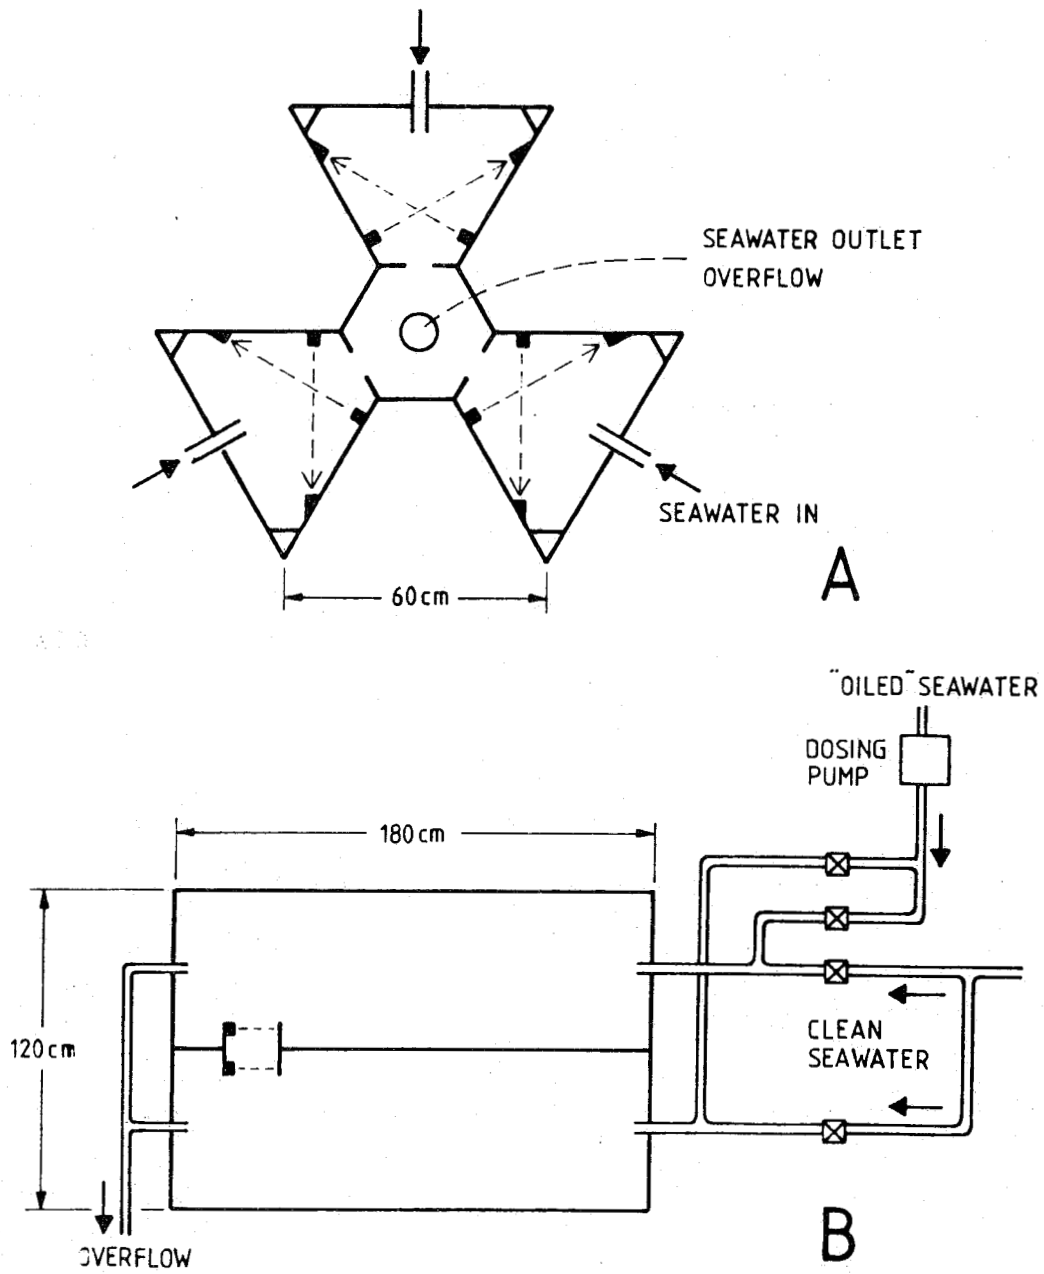 SEAWATER OUTLET
OVERFLOW
SEAWATER IN
60cm
A
"OILED" SEAWATER
DOSING
PUMP
180cm
120cm
CLEAN
SEAWATER
OVERFLOW
B